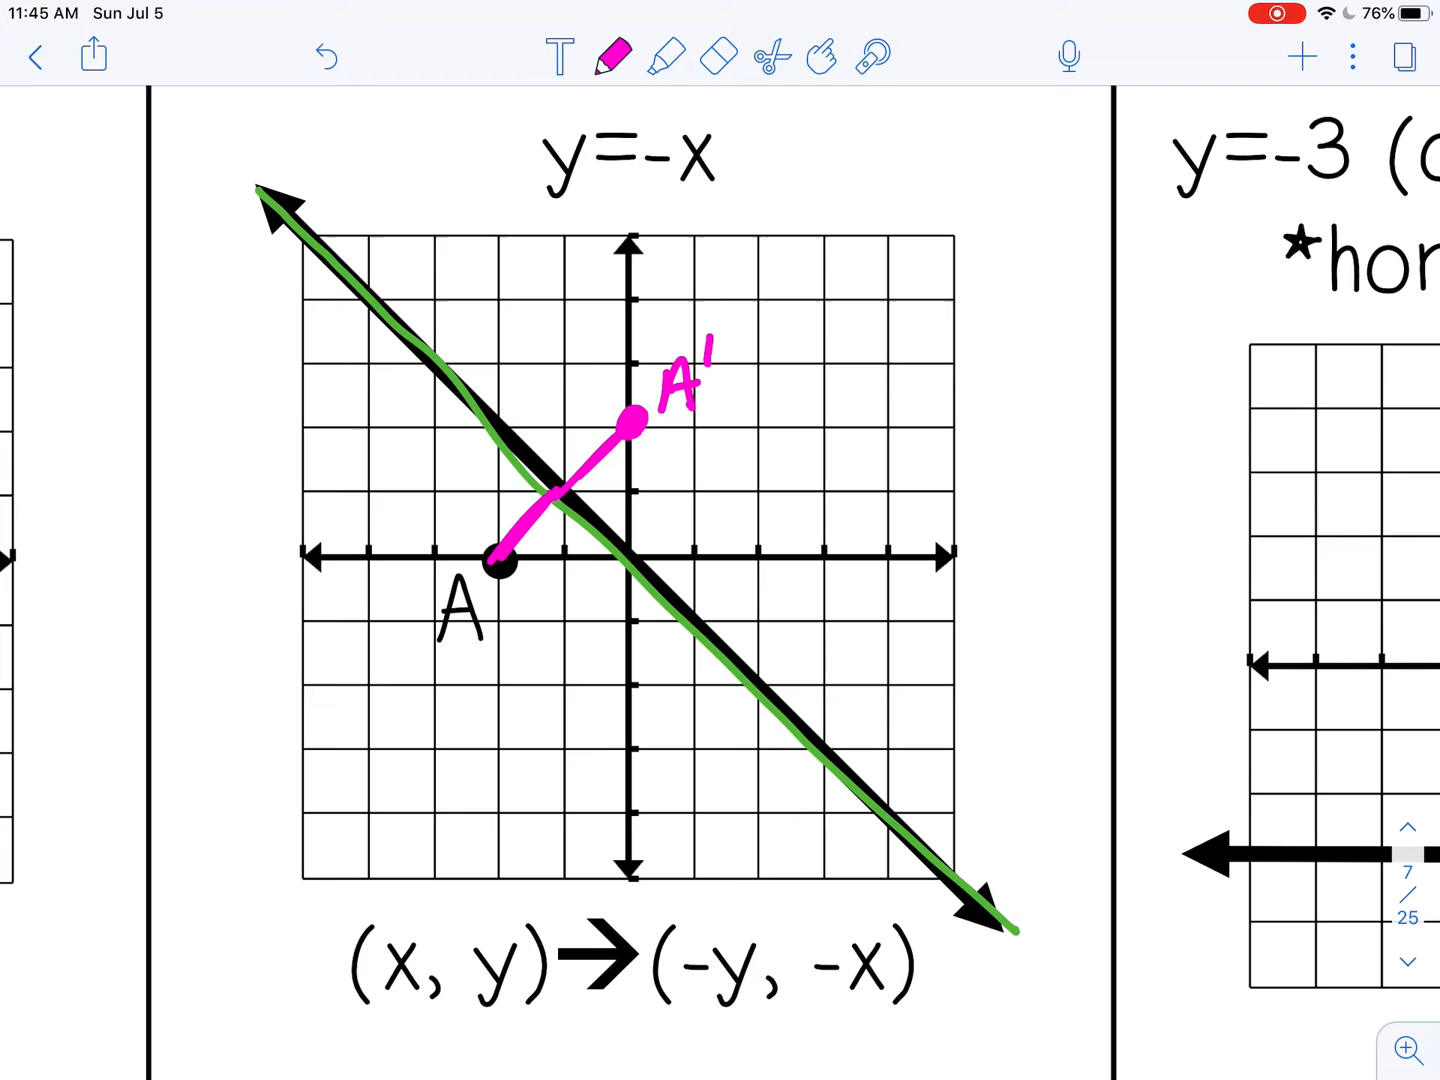 11:45 AM Sun Jul 5
76%
T
y=-x
y=-3 (
*hor
A'
A
(x, y)➔(-y, -x)
7
/
25